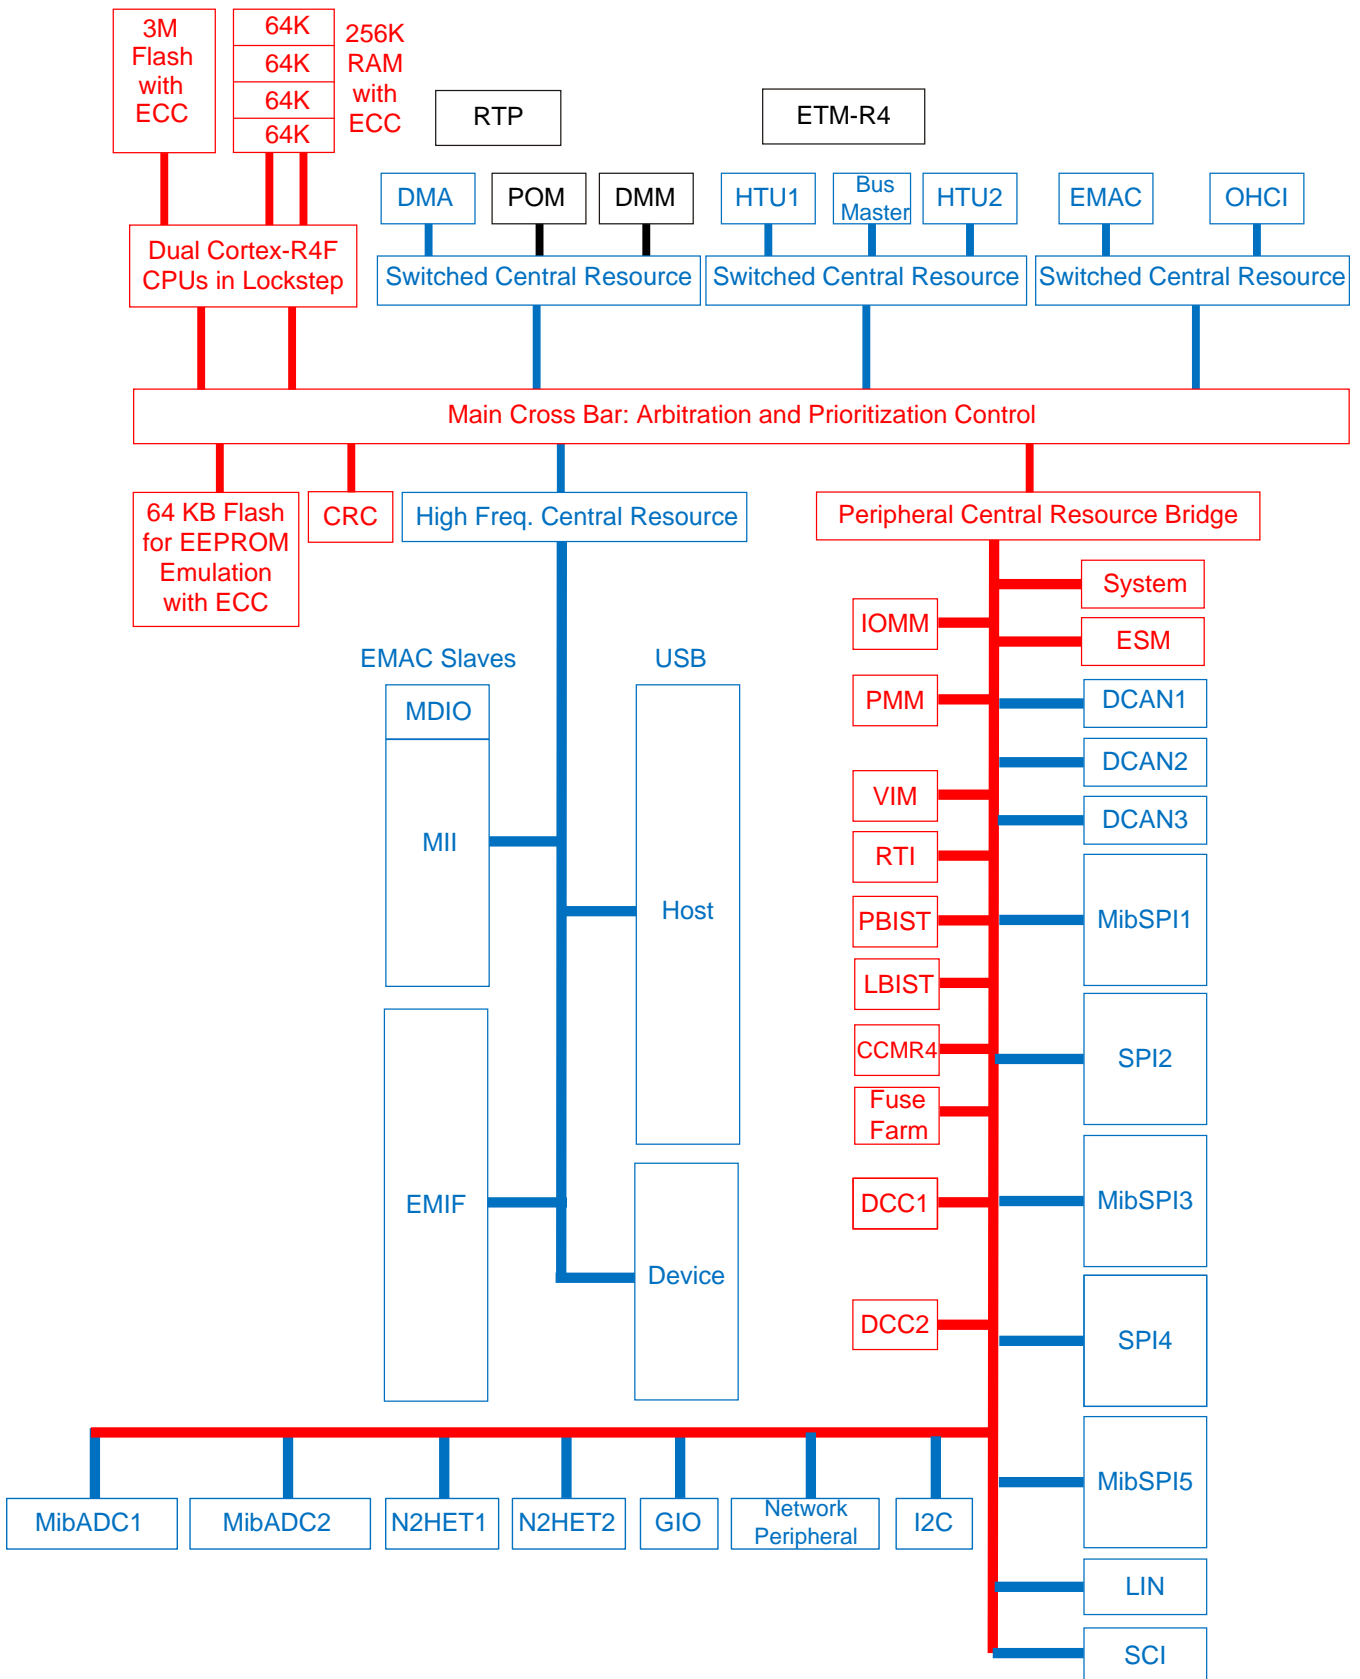 3M
Flash
with
ECC
64K
64K
64K
64K
256K
RAM
with
ECC
RTP
ETM-R4
DMA
POM
DMM
HTU1
Bus
Master
HTU2
EMAC
OHCI
Dual Cortex-R4F
CPUs in Lockstep
Switched Central Resource
Switched Central Resource
Switched Central Resource
Main Cross Bar: Arbitration and Prioritization Control
64 KB Flash
for EEPROM
Emulation
with ECC
CRC
High Freq. Central Resource
Peripheral Central Resource Bridge
EMAC Slaves
MDIO
MII
EMIF
USB
Host
Device
IOMM
PMM
VIM
RTI
PBIST
LBIST
CCMR4
Fuse
Farm
DCC1
DCC2
System
ESM
DCAN1
DCAN2
DCAN3
MibSPI1
SPI2
MibSPI3
SPI4
MibSPI5
LIN
SCI
MibADC1
MibADC2
N2HET1
N2HET2
GIO
Network
Peripheral
I2C